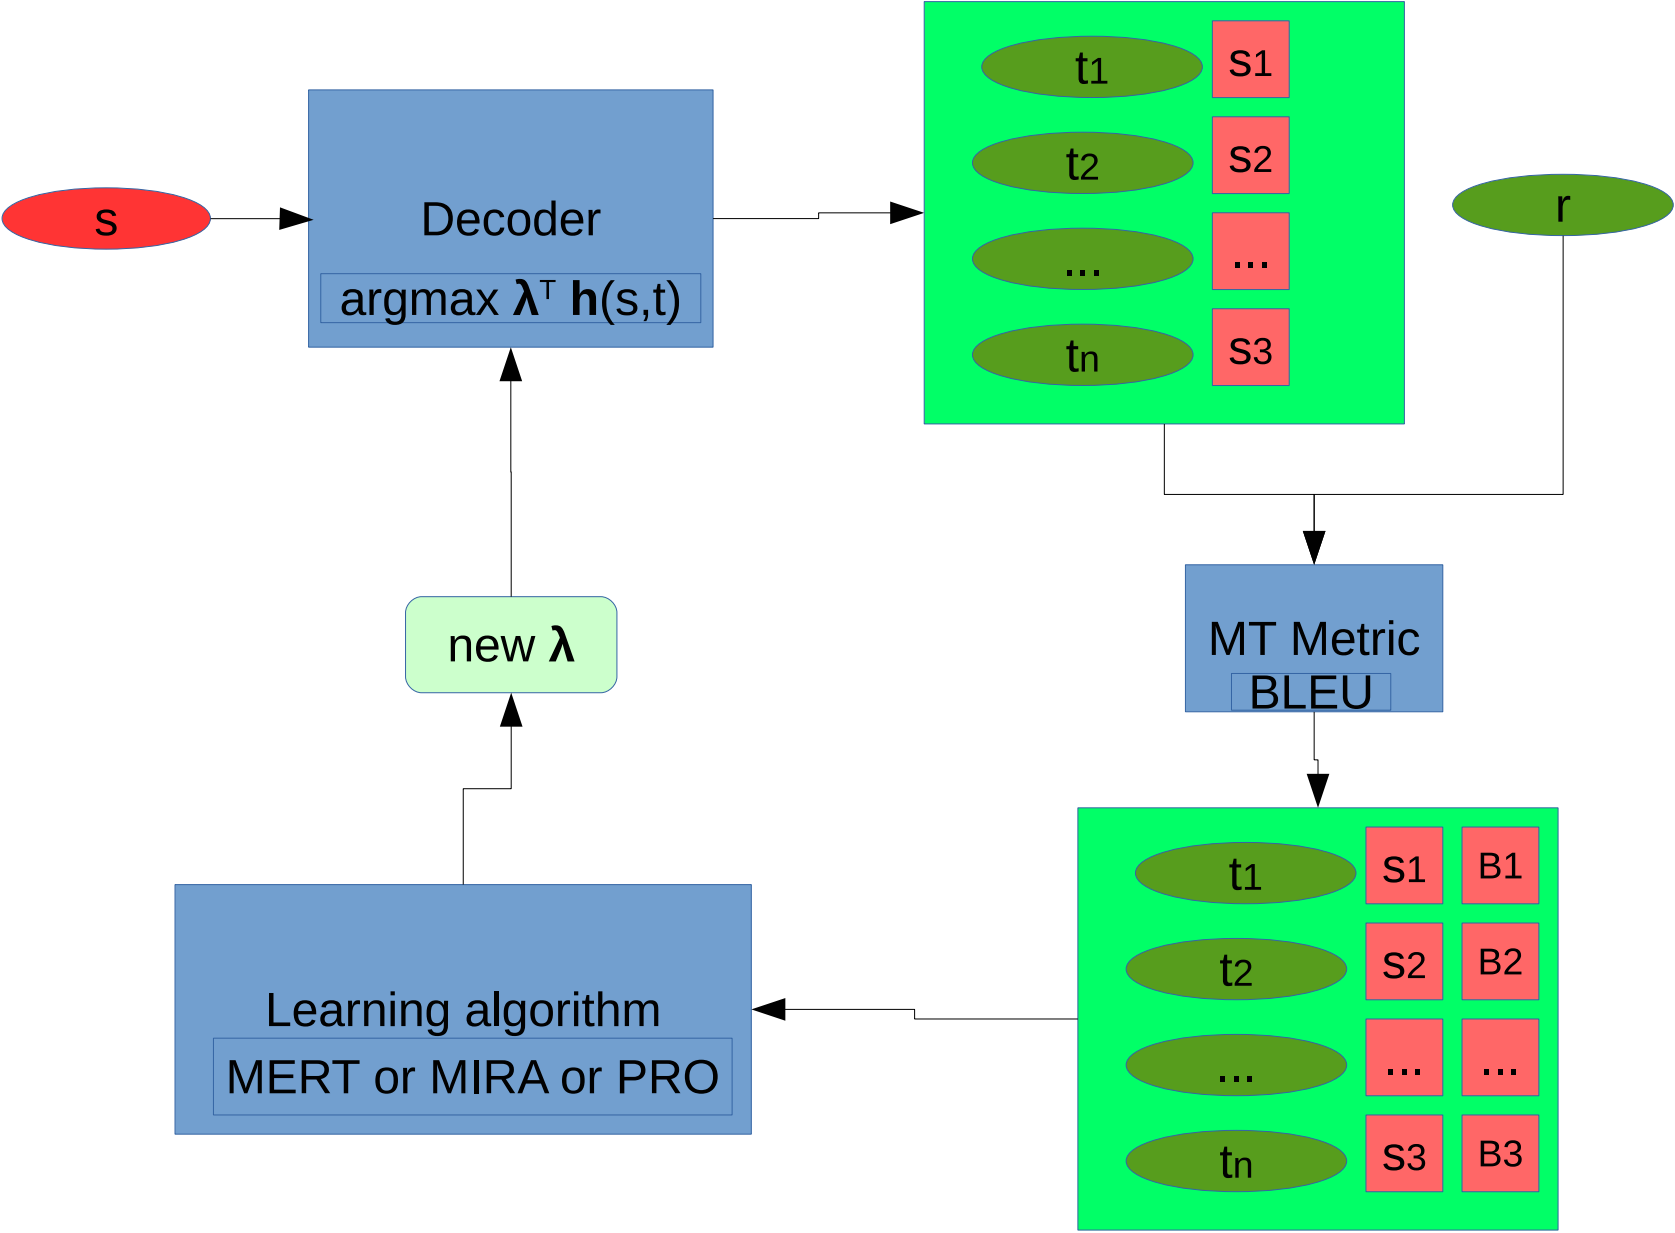 s
Decoder
argmax λᵀ h(s,t)
t1 s1
t2 s2
... ...
tn s3
r
MT Metric
BLEU
new λ
t1 s1 B1
t2 s2 B2
... ... ...
tn s3 B3
Learning algorithm
MERT or MIRA or PRO